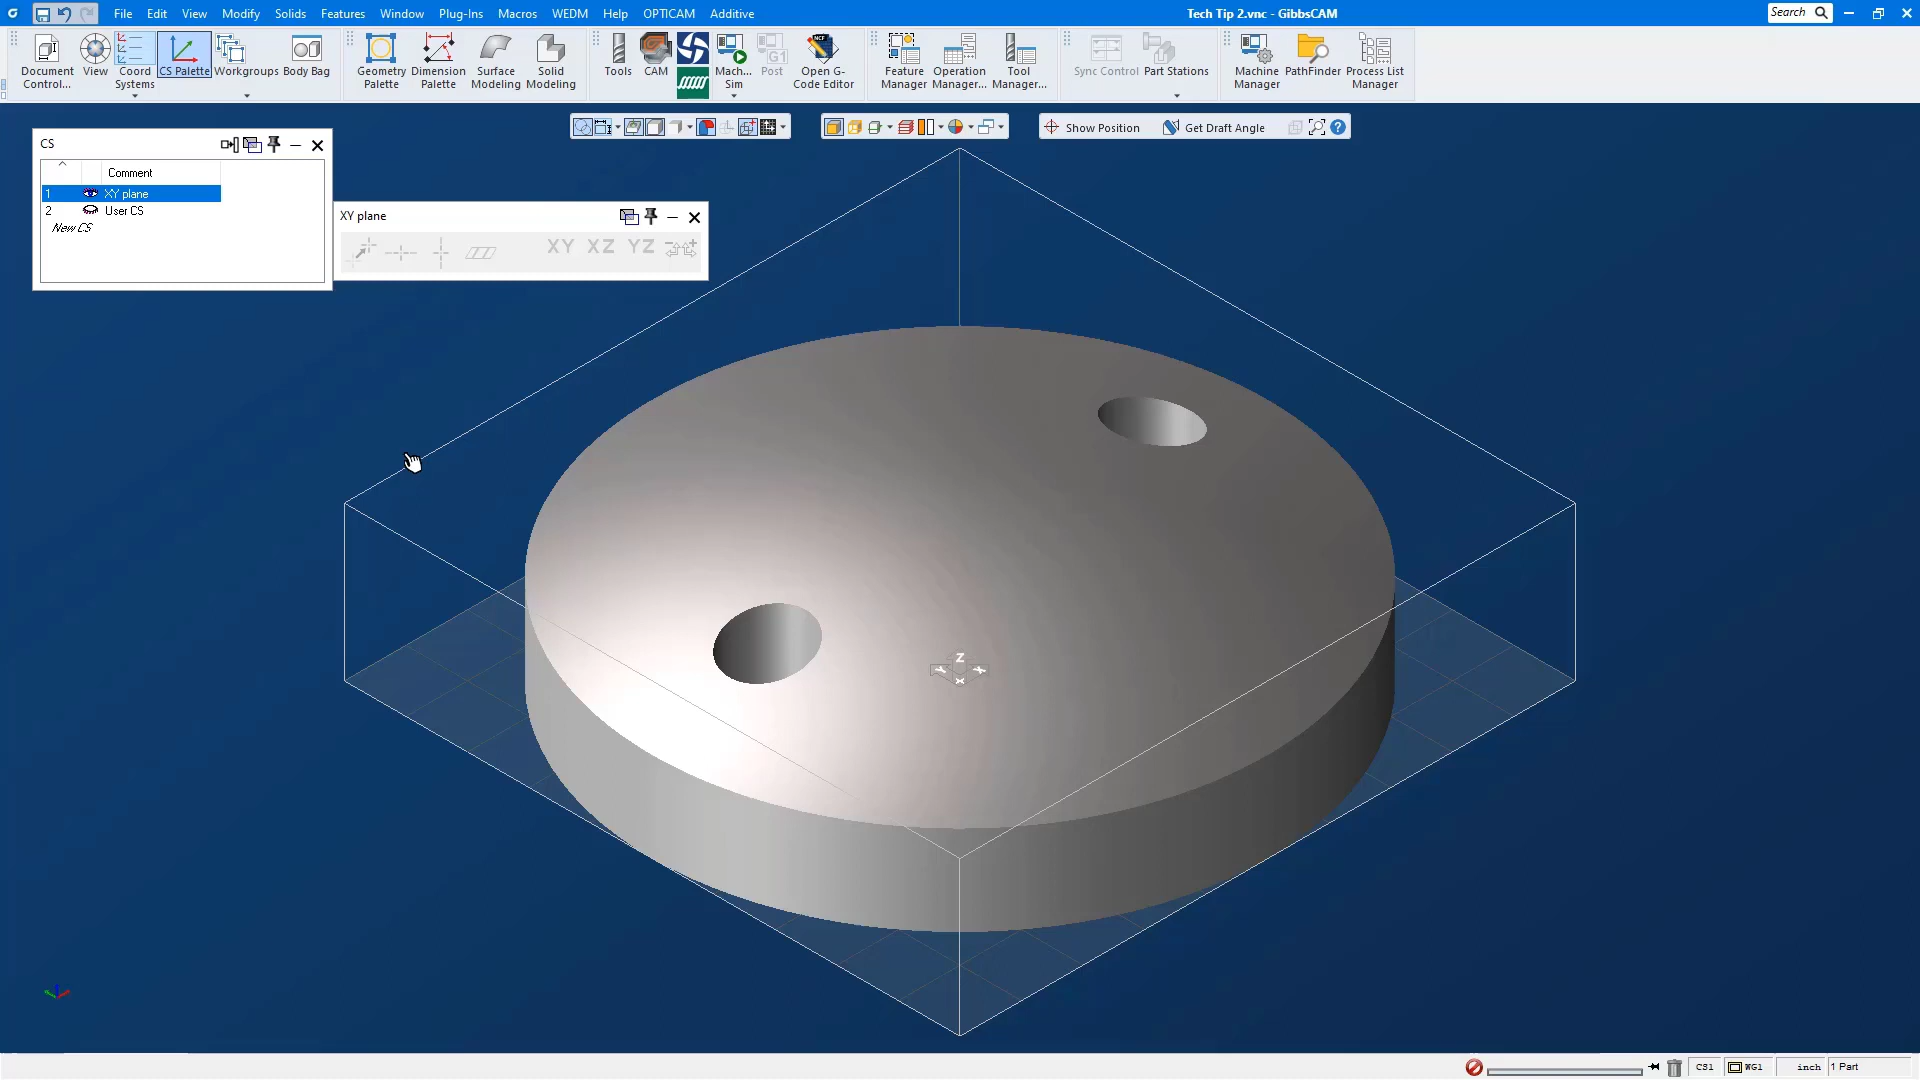 File Edit View Modify Solids Features Window Plug-Ins Macros WEDM Help OPTICAM Additive
Tech Tip 2.vnc - GibbsCAM
Search
Document Control...
View
Coord Systems
CS Palette
Workgroups
Body Bag
Geometry Palette
Dimension Palette
Surface Modeling
Solid Modeling
Tools
CAM
Mach... Sim
Post
Open G-Code Editor
Feature Manager
Operation Manager...
Tool Manager...
Sync Control
Part Stations
Machine Manager
PathFinder
Process List Manager
Show Position
Get Draft Angle
CS
Comment
1 XY plane
2 User CS
New CS
XY plane
XY XZ YZ
Z
Y
X
CS1
WG1
inch
1 Part